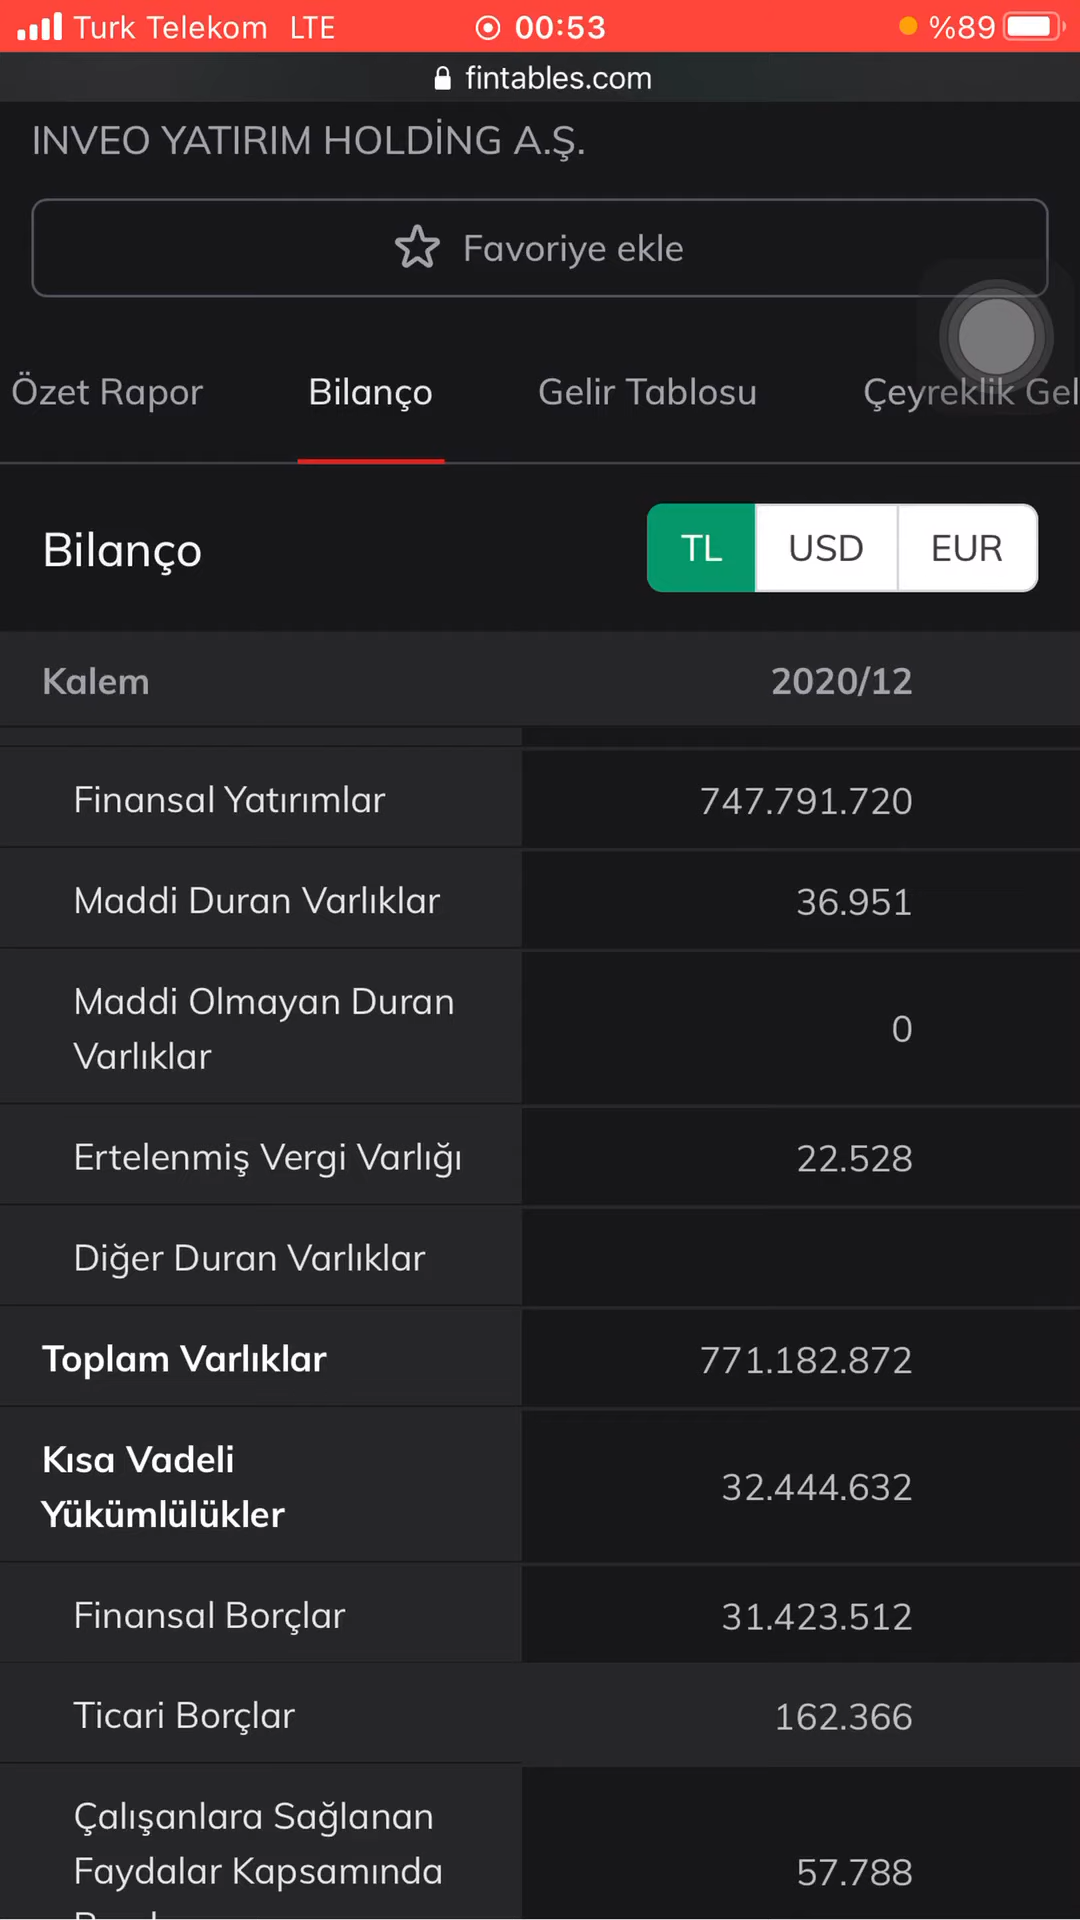 Turk Telekom LTE 00:53 %89
fintables.com
INVEO YATIRIM HOLDİNG A.Ş.
Favoriye ekle
Özet Rapor Bilanço Gelir Tablosu Çeyreklik Gel
Bilanço TL USD EUR
Kalem 2020/12
Finansal Yatırımlar 747.791.720
Maddi Duran Varlıklar 36.951
Maddi Olmayan Duran
Varlıklar 0
Ertelenmiş Vergi Varlığı 22.528
Diğer Duran Varlıklar
Toplam Varlıklar 771.182.872
Kısa Vadeli
Yükümlülükler 32.444.632
Finansal Borçlar 31.423.512
Ticari Borçlar 162.366
Çalışanlara Sağlanan
Faydalar Kapsamında 57.788